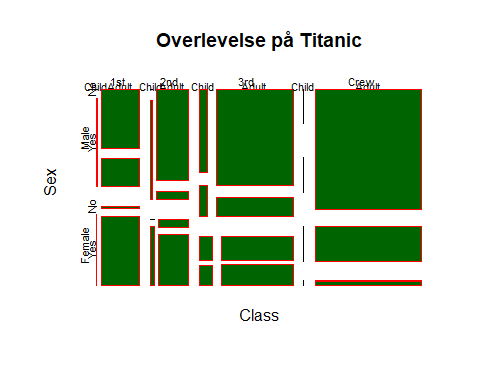 Overlevelse på Titanic
1st 2nd 3rd Crew
Child Adult Child Adult Child Adult Child Adult
Sex
Male
No
Yes
Female
No
Yes
Class